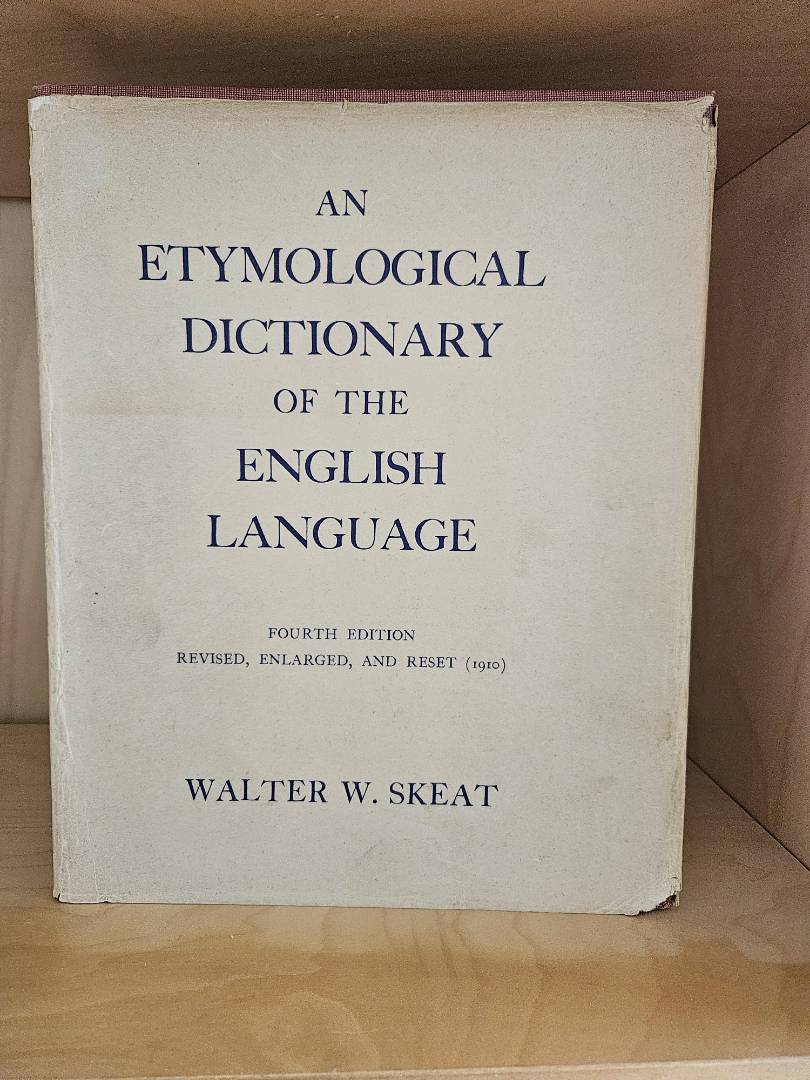 AN
ETYMOLOGICAL
DICTIONARY
OF THE
ENGLISH
LANGUAGE
FOURTH EDITION
REVISED, ENLARGED, AND RESET (1910)
WALTER W. SKEAT